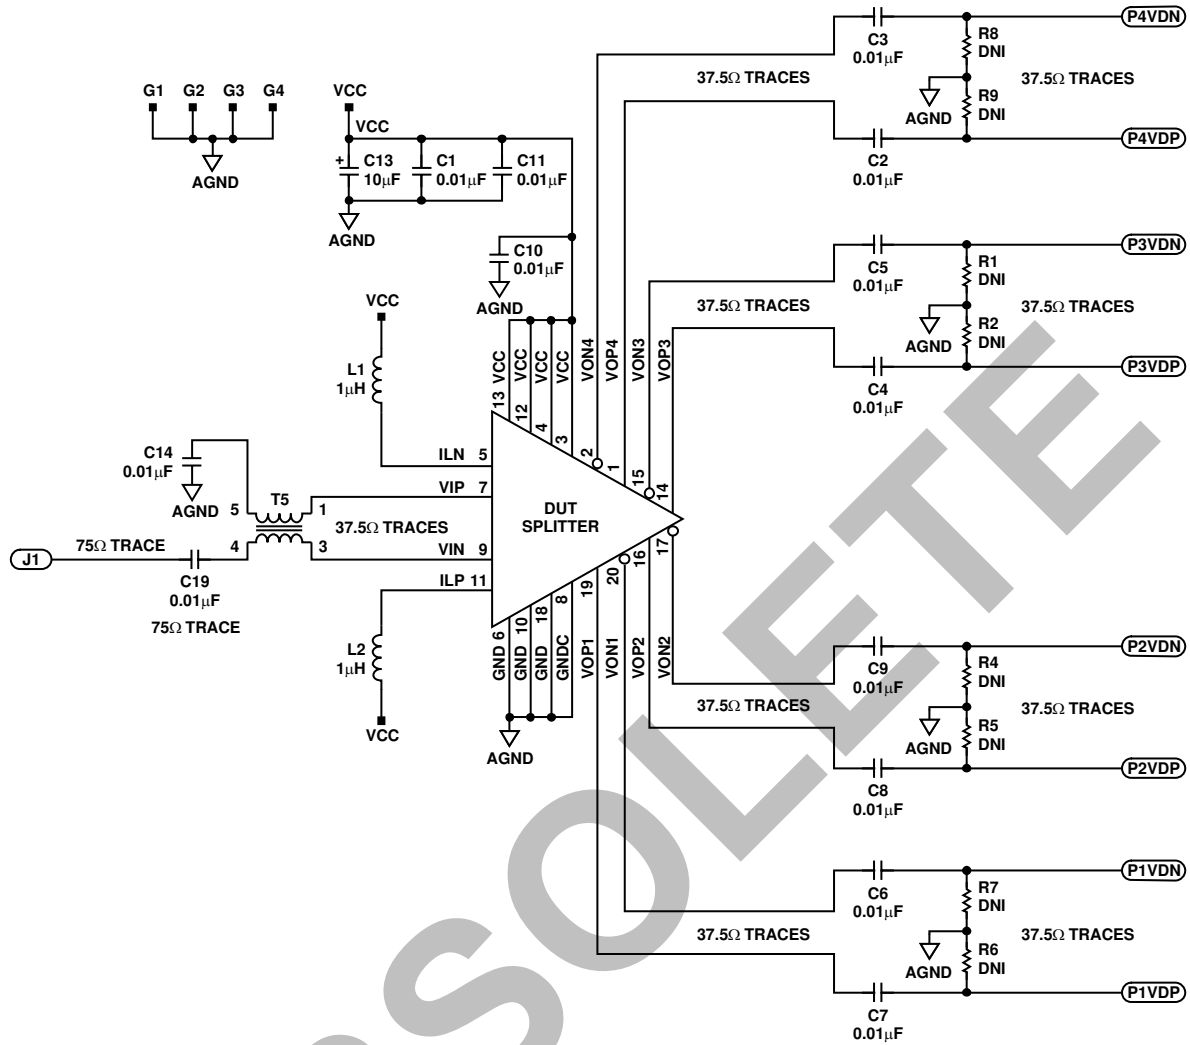 P4VDN
C3
0.01μF
R8
DNI
37.5Ω TRACES
AGND
37.5Ω TRACES
R9
DNI
P4VDP
C2
0.01μF
G1 G2 G3 G4
AGND
VCC
VCC
+
C13
10μF
C1
0.01μF
C11
0.01μF
AGND
C10
0.01μF
AGND
P3VDN
C5
0.01μF
R1
DNI
37.5Ω TRACES
AGND
37.5Ω TRACES
R2
DNI
P3VDP
C4
0.01μF
VCC
L1
1μH
13 VCC
12 VCC
4 VCC
3 VCC
2 VON4
1 VOP4
15 VON3
14 VOP3
C14
0.01μF
AGND
T5
5
1
4
3
ILN 5
VIP 7
37.5Ω TRACES
VIN 9
ILP 11
DUT
SPLITTER
J1
75Ω TRACE
C19
0.01μF
75Ω TRACE
L2
1μH
VCC
GND 6
GND 10
GND 18
GNDC 8
VOP1 19
VON1 20
VOP2 16
VON2 17
AGND
P2VDN
C9
0.01μF
R4
DNI
37.5Ω TRACES
AGND
37.5Ω TRACES
R5
DNI
P2VDP
C8
0.01μF
P1VDN
C6
0.01μF
R7
DNI
37.5Ω TRACES
AGND
37.5Ω TRACES
R6
DNI
P1VDP
C7
0.01μF
SOLETE